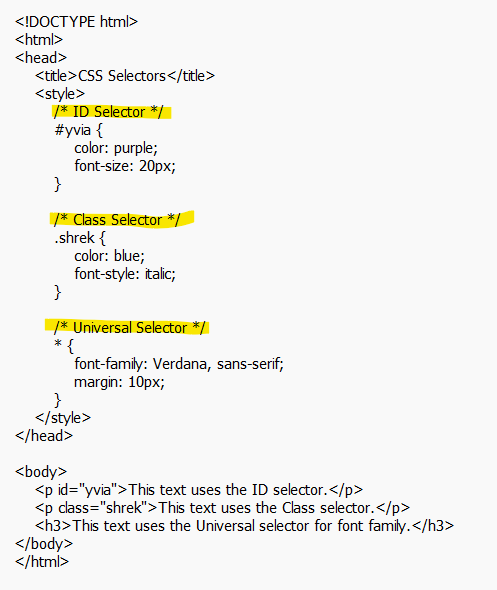 <!DOCTYPE html>
<html>
<head>
<title>CSS Selectors</title>
<style>
/* ID Selector */
#yvia {
color: purple;
font-size: 20px;
}
/* Class Selector */
.shrek {
color: blue;
font-style: italic;
}
/* Universal Selector */
* {
font-family: Verdana, sans-serif;
margin: 10px;
}
</style>
</head>
<body>
<p id="yvia">This text uses the ID selector.</p>
<p class="shrek">This text uses the Class selector.</p>
<h3>This text uses the Universal selector for font family.</h3>
</body>
</html>